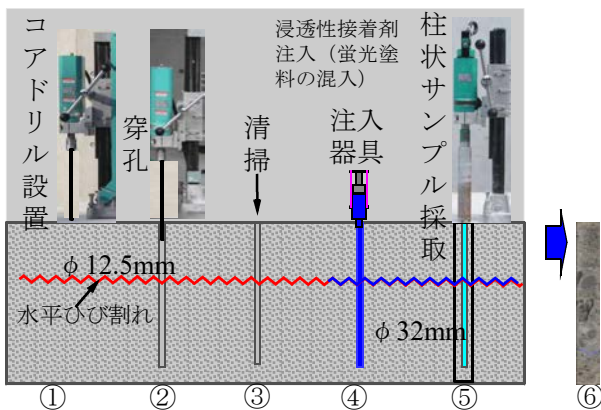 コアドリル設置
穿孔
清掃
浸透性接着剤
注入（蛍光塗
料の混入）
注入
器具
柱状サンプル採取
φ12.5mm
水平ひび割れ
φ32mm
①
②
③
④
⑤
⑥